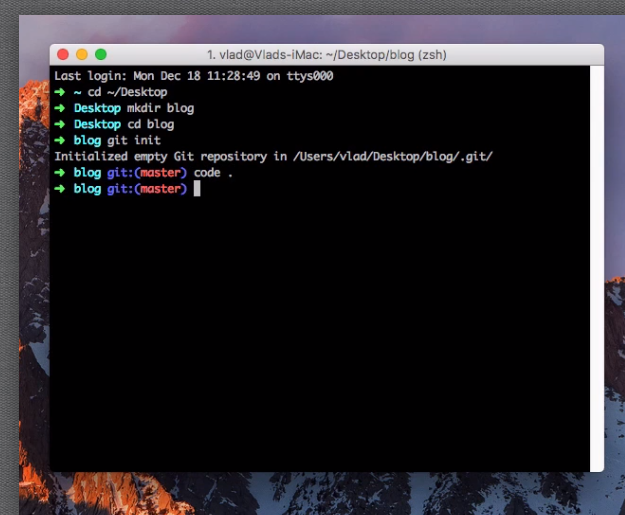 1. vlad@Vlads-iMac: ~/Desktop/blog (zsh)
Last login: Mon Dec 18 11:28:49 on ttys000
➜ ~ cd ~/Desktop
➜ Desktop mkdir blog
➜ Desktop cd blog
➜ blog git init
Initialized empty Git repository in /Users/vlad/Desktop/blog/.git/
➜ blog git:(master) code .
➜ blog git:(master)